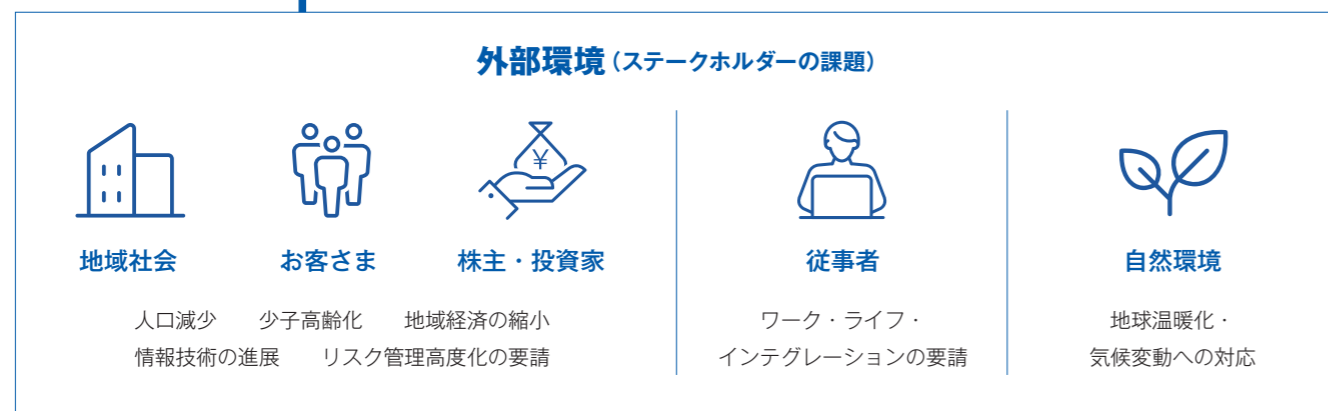 外部環境（ステークホルダーの課題）
¥
地域社会
お客さま
株主・投資家
人口減少 少子高齢化 地域経済の縮小
情報技術の進展 リスク管理高度化の要請
従事者
ワーク・ライフ・
インテグレーションの要請
自然環境
地球温暖化・
気候変動への対応